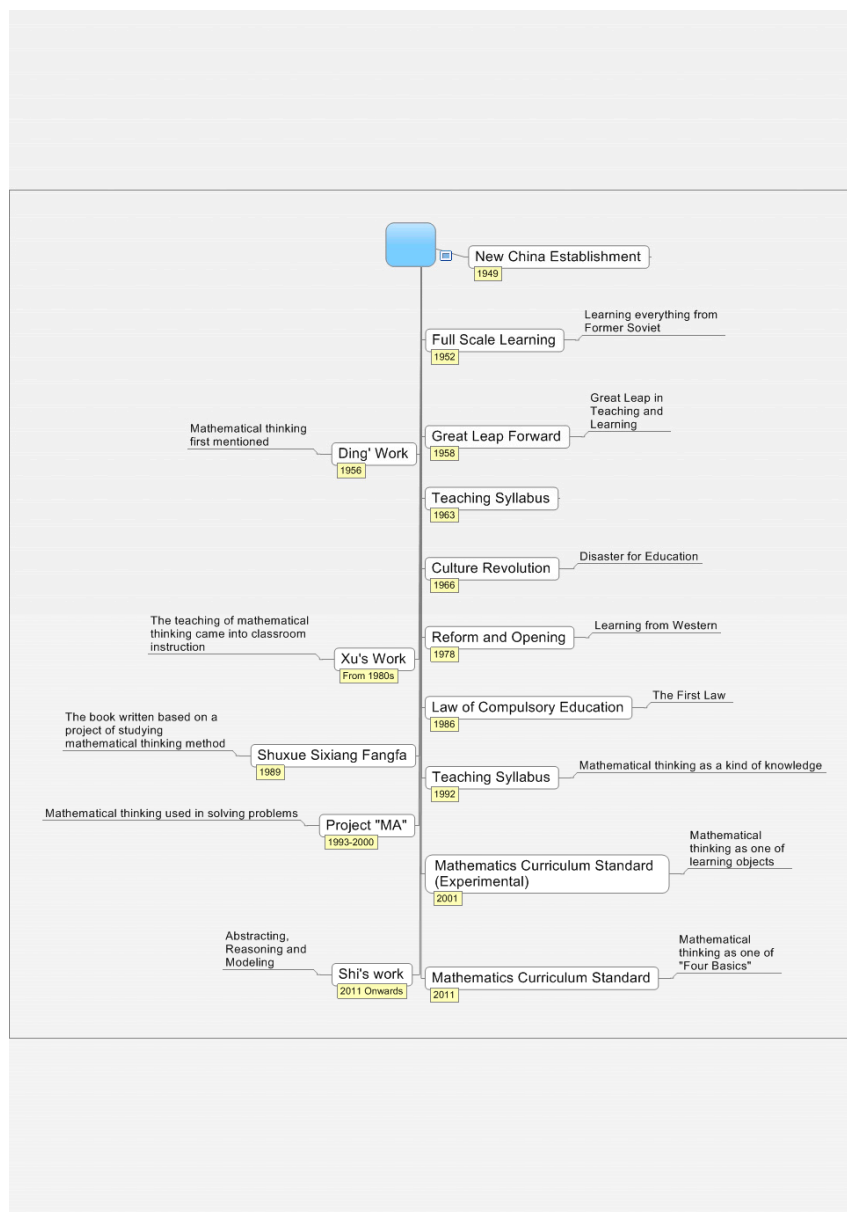 New China Establishment
1949
Learning everything from
Former Soviet
Full Scale Learning
1952
Great Leap in
Teaching and
Learning
Great Leap Forward
1958
Mathematical thinking
first mentioned
Ding' Work
1956
Teaching Syllabus
1963
Disaster for Education
Culture Revolution
1966
Learning from Western
Reform and Opening
1978
The teaching of mathematical
thinking came into classroom
instruction
Xu's Work
From 1980s
The First Law
Law of Compulsory Education
1986
The book written based on a
project of studying
mathematical thinking method
Shuxue Sixiang Fangfa
1989
Mathematical thinking as a kind of knowledge
Teaching Syllabus
1992
Mathematical thinking used in solving problems
Project "MA"
1993-2000
Mathematical
thinking as one of
learning objects
Mathematics Curriculum Standard
(Experimental)
2001
Abstracting,
Reasoning and
Modeling
Shi's work
2011 Onwards
Mathematical
thinking as one of
"Four Basics"
Mathematics Curriculum Standard
2011